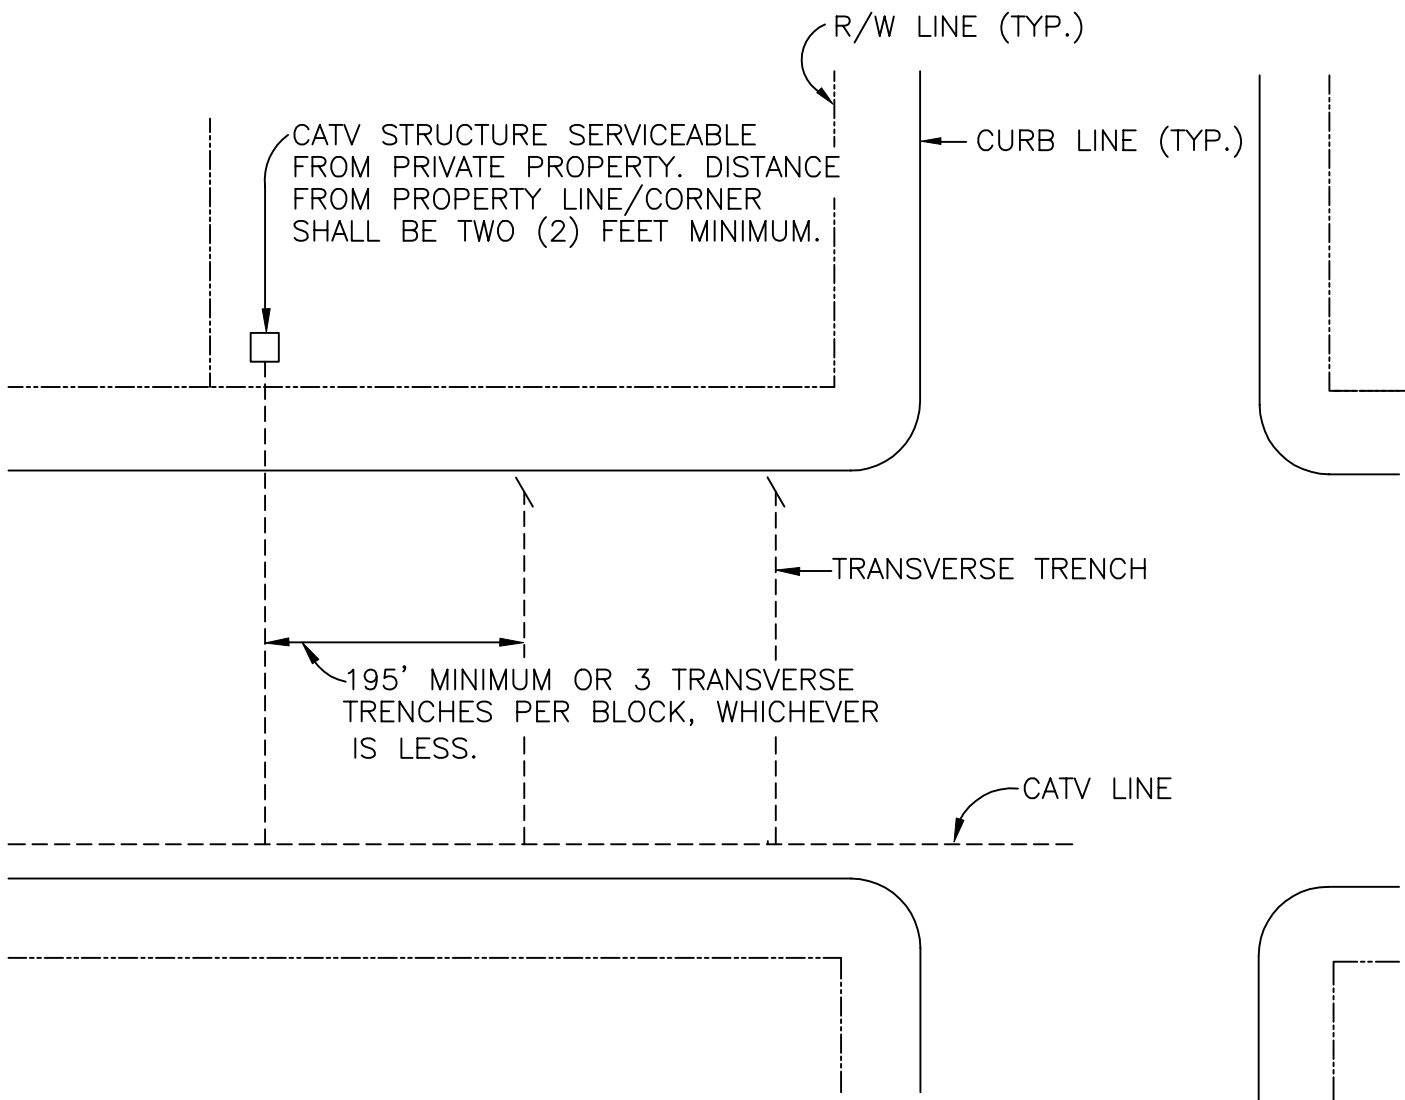 R/W LINE (TYP.)
CATV STRUCTURE SERVICEABLE
FROM PRIVATE PROPERTY. DISTANCE
FROM PROPERTY LINE/CORNER
SHALL BE TWO (2) FEET MINIMUM.
CURB LINE (TYP.)
TRANSVERSE TRENCH
195' MINIMUM OR 3 TRANSVERSE
TRENCHES PER BLOCK, WHICHEVER
IS LESS.
CATV LINE